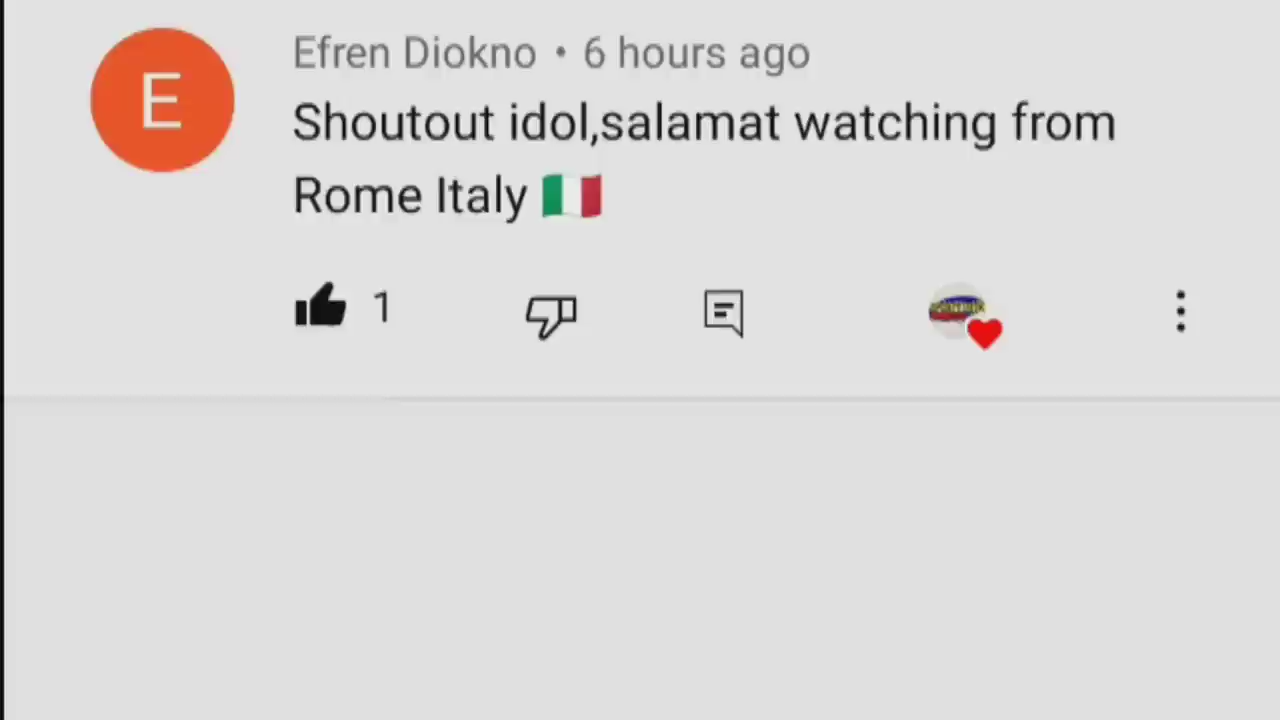 E
Efren Diokno • 6 hours ago
Shoutout idol,salamat watching from
Rome Italy 🇮🇹
1